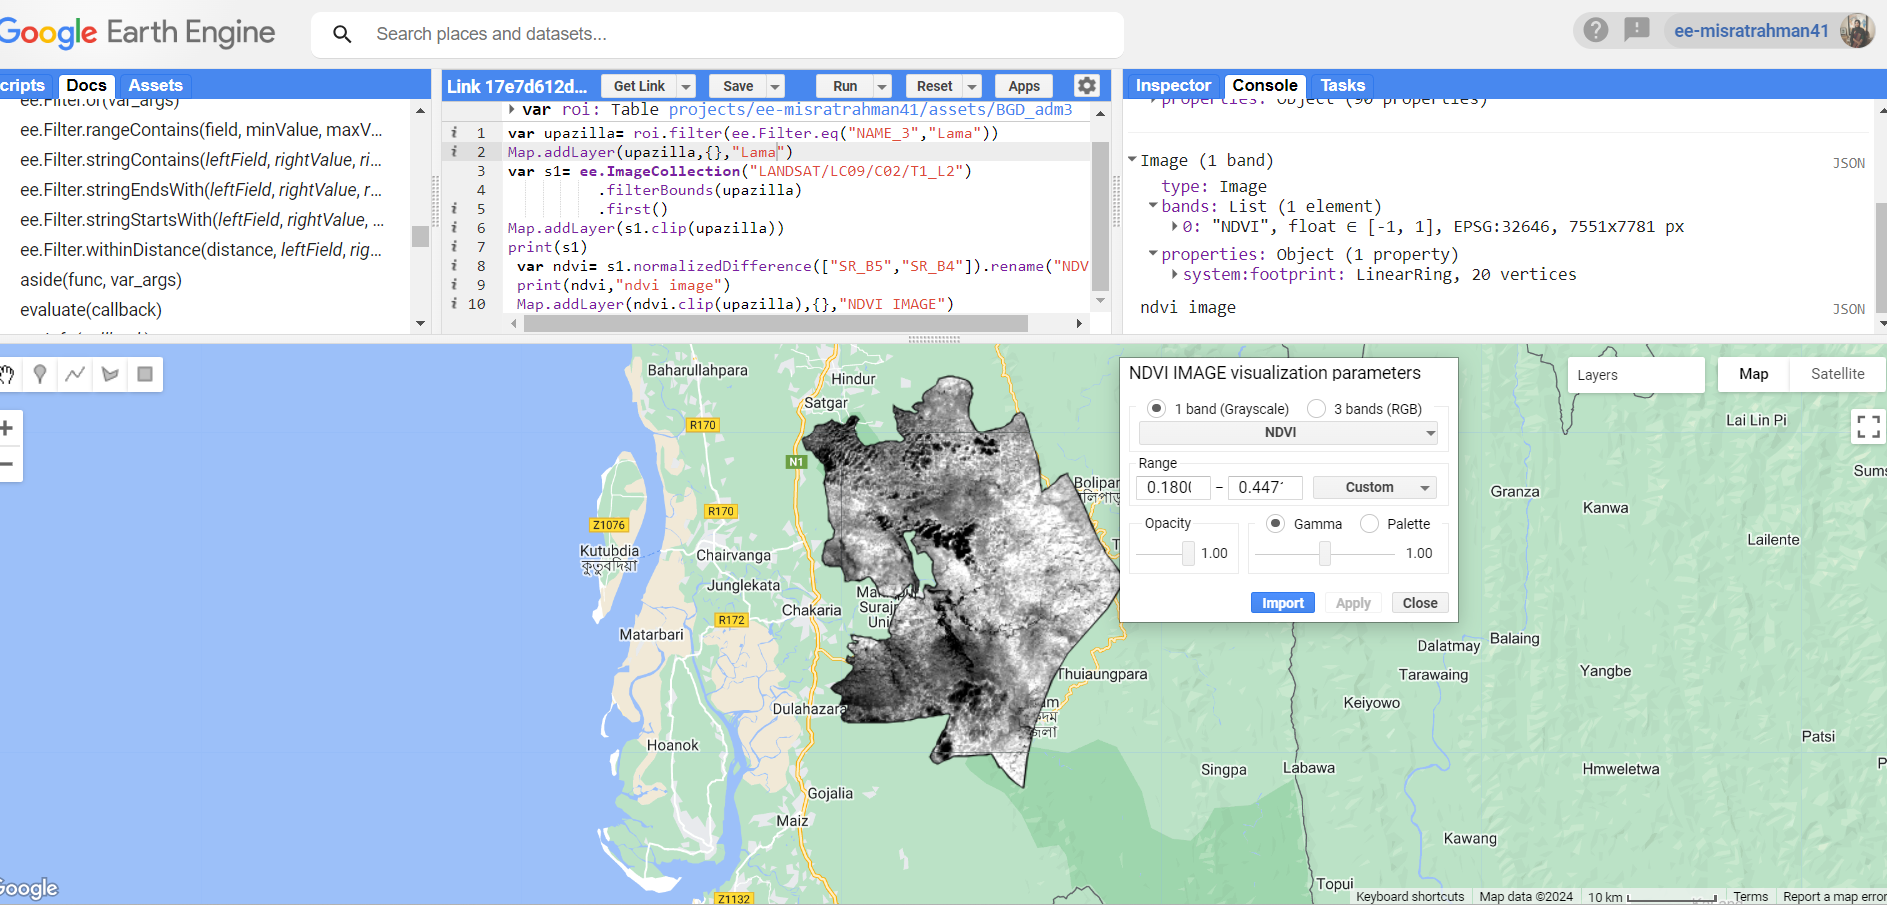 Google Earth Engine
Search places and datasets...
ee-misratrahman41
cripts Docs Assets
ee.Filter.or(var_args)
ee.Filter.rangeContains(field, minValue, maxV...
ee.Filter.stringContains(leftField, rightValue, ri...
ee.Filter.stringEndsWith(leftField, rightValue, r...
ee.Filter.stringStartsWith(leftField, rightValue, ...
ee.Filter.withinDistance(distance, leftField, rig...
aside(func, var_args)
evaluate(callback)
Link 17e7d612d...
Get Link
Save
Run
Reset
Apps
var roi: Table projects/ee-misratrahman41/assets/BGD_adm3
i 1 var upazilla= roi.filter(ee.Filter.eq("NAME_3","Lama"))
i 2 Map.addLayer(upazilla,{},"Lama")
3 var s1= ee.ImageCollection("LANDSAT/LC09/C02/T1_L2")
4 .filterBounds(upazilla)
i 5 .first()
i 6 Map.addLayer(s1.clip(upazilla))
i 7 print(s1)
i 8 var ndvi= s1.normalizedDifference(["SR_B5","SR_B4"]).rename("NDV
i 9 print(ndvi,"ndvi image")
i 10 Map.addLayer(ndvi.clip(upazilla),{},"NDVI IMAGE")
Inspector Console Tasks
properties: Object (90 properties)
Image (1 band) JSON
type: Image
bands: List (1 element)
0: "NDVI", float ∈ [-1, 1], EPSG:32646, 7551x7781 px
properties: Object (1 property)
system:footprint: LinearRing, 20 vertices
ndvi image JSON
NDVI IMAGE visualization parameters
1 band (Grayscale) 3 bands (RGB)
NDVI
Range
0.180 – 0.447 Custom
Opacity
1.00
Gamma Palette
1.00
Import Apply Close
Layers
Map Satellite
Baharullahpara
Hindur
Satgar
R170
N1
R170
Z1076
Kutubdia
কুতুবদিয়া
Chairvanga
Junglekata
Chakaria
Suraj
Uni
R172
Matarbari
Dulahazara
Hoanok
Gojalia
Maiz
Z1132
Bolipar
Thuiaungpara
Lai Lin Pi
Sums
Granza
Kanwa
Lailente
Dalatmay
Balaing
Tarawaing
Yangbe
Keiyowo
Patsi
Singpa
Labawa
Hmweletwa
P
Kawang
Topui
Google
Keyboard shortcuts
Map data ©2024
10 km
Terms
Report a map error